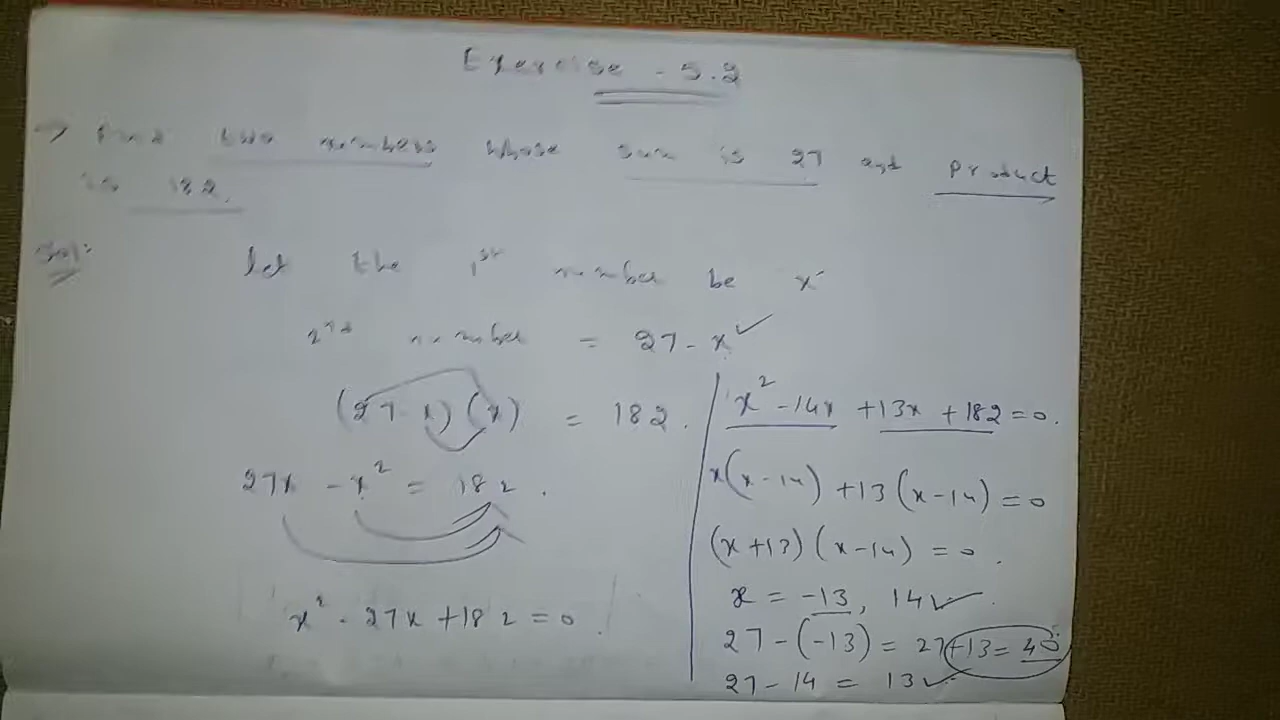 Exercise - 5.2
→ Find two numbers whose sum is 27 and product
is 182.
Sol:
Let the 1st number be x
2nd number = 27 - x ✓
(27 - x) (x) = 182.
27x - x² = 182.
x² - 27x + 182 = 0.
x² - 14x + 13x + 182 = 0.
x(x - 14) + 13(x - 14) = 0
(x + 13) (x - 14) = 0.
x = -13, 14 ✓
27 - (-13) = 27 + 13 = 40
27 - 14 = 13 ✓